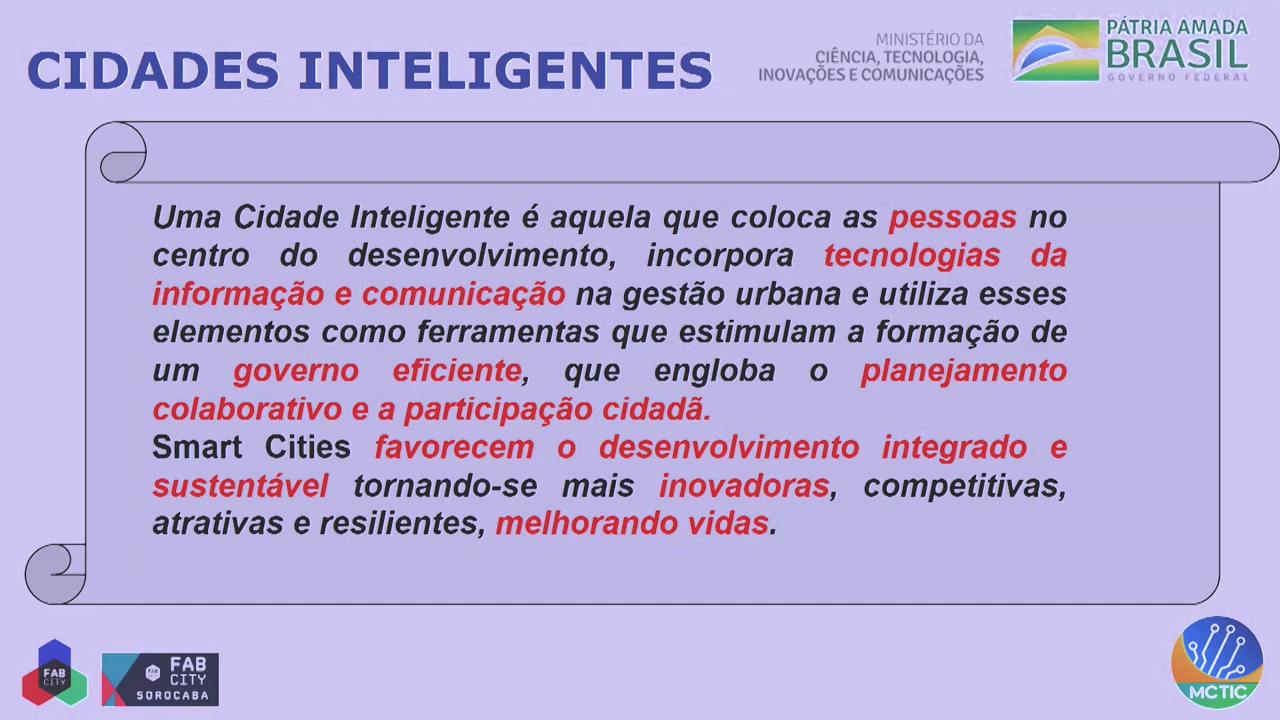 CIDADES INTELIGENTES
MINISTÉRIO DA
CIÊNCIA, TECNOLOGIA,
INOVAÇÕES E COMUNICAÇÕES
PÁTRIA AMADA
BRASIL
GOVERNO FEDERAL
Uma Cidade Inteligente é aquela que coloca as pessoas no
centro do desenvolvimento, incorpora tecnologias da
informação e comunicação na gestão urbana e utiliza esses
elementos como ferramentas que estimulam a formação de
um governo eficiente, que engloba o planejamento
colaborativo e a participação cidadã.
Smart Cities favorecem o desenvolvimento integrado e
sustentável tornando-se mais inovadoras, competitivas,
atrativas e resilientes, melhorando vidas.
FAB
CITY
FAB
CITY
FAB
CITY
SOROCABA
MCTIC